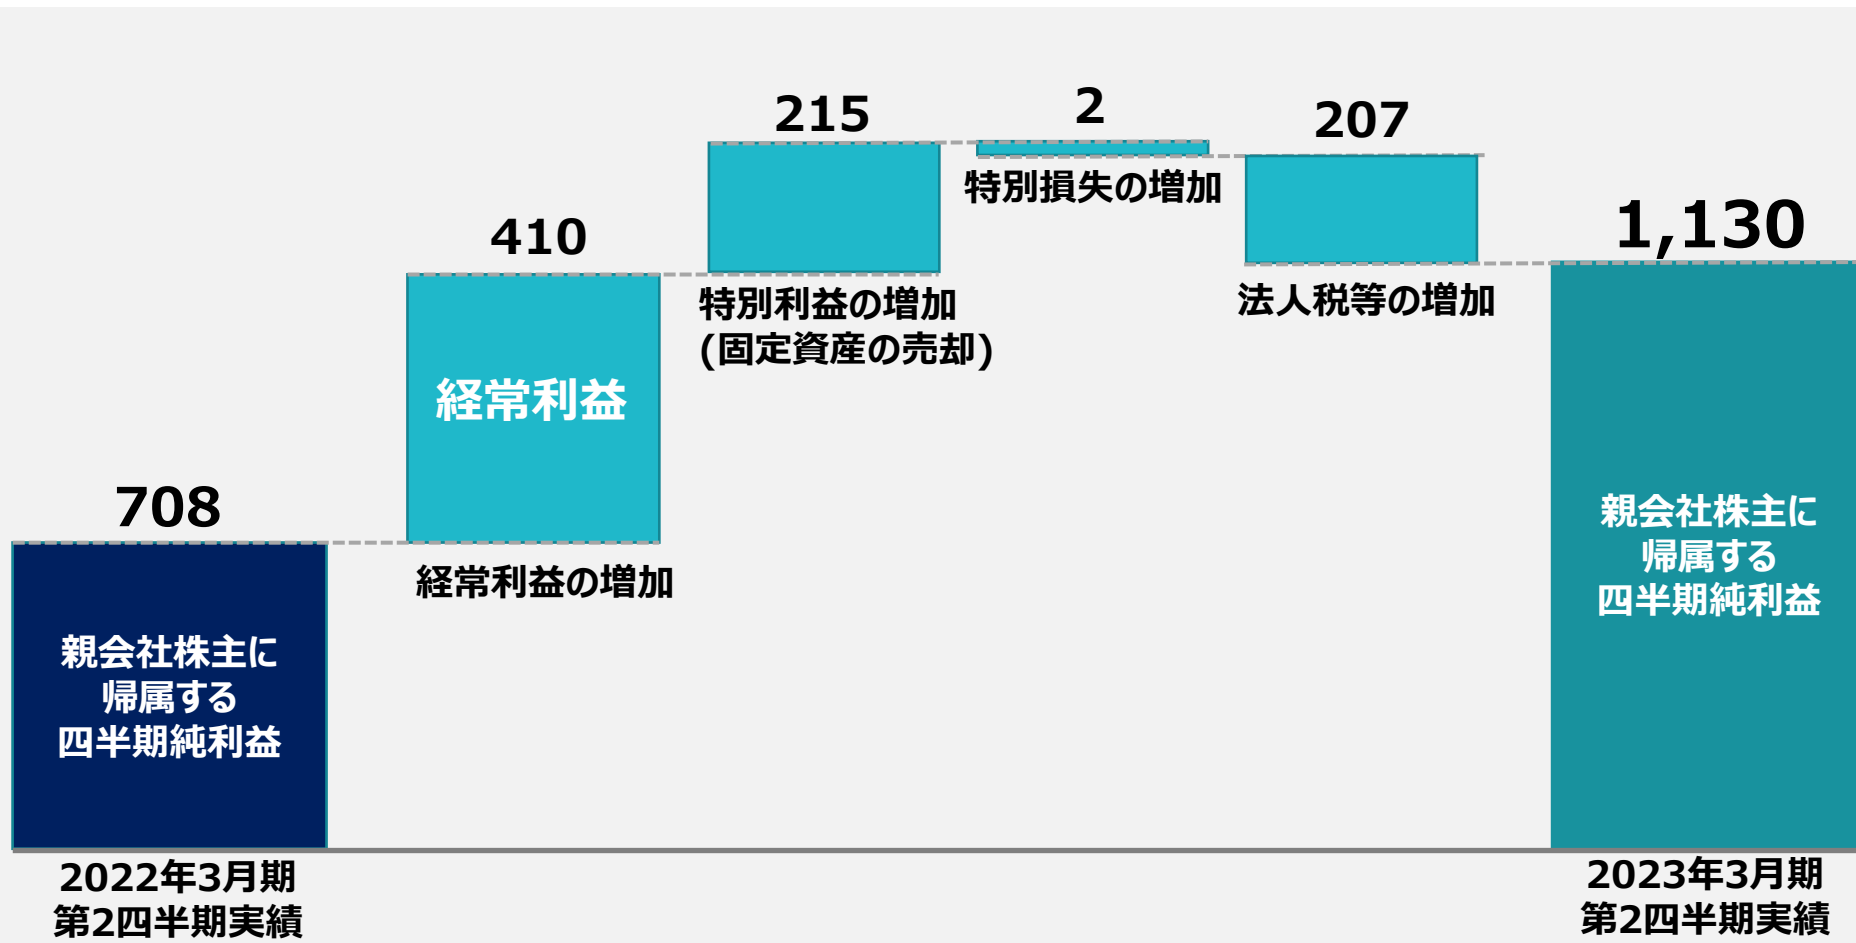 708
親会社株主に
帰属する
四半期純利益
2022年3月期
第2四半期実績
410
経常利益
経常利益の増加
215
特別利益の増加
(固定資産の売却)
2
特別損失の増加
207
法人税等の増加
1,130
親会社株主に
帰属する
四半期純利益
2023年3月期
第2四半期実績